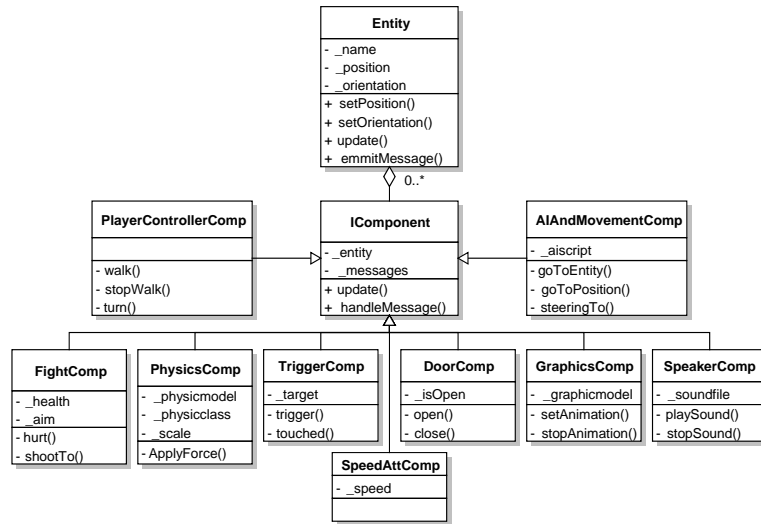 Entity
- _name
- _position
- _orientation
+ setPosition()
+ setOrientation()
+ update()
+ emmitMessage()
0..*
PlayerControllerComp
- walk()
- stopWalk()
- turn()
IComponent
- _entity
- _messages
+ update()
+ handleMessage()
AIAndMovementComp
- _aiscript
- goToEntity()
- goToPosition()
- steeringTo()
FightComp
- _health
- _aim
- hurt()
- shootTo()
PhysicsComp
- _physicmodel
- _physicclass
- _scale
- ApplyForce()
TriggerComp
- _target
- trigger()
- touched()
DoorComp
- _isOpen
- open()
- close()
GraphicsComp
- _graphicmodel
- setAnimation()
- stopAnimation()
SpeakerComp
- _soundfile
- playSound()
- stopSound()
SpeedAttComp
- _speed